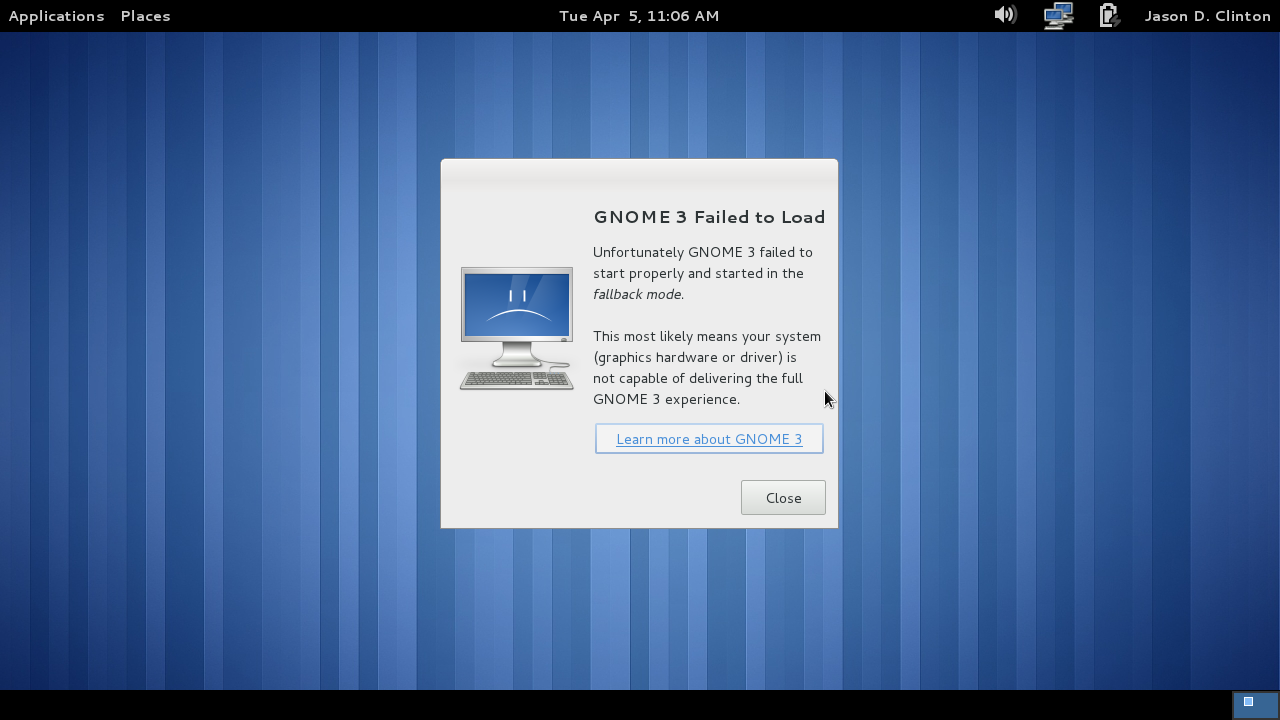 Applications Places Tue Apr 5, 11:06 AM Jason D. Clinton
GNOME 3 Failed to Load
Unfortunately GNOME 3 failed to
start properly and started in the
fallback mode.
This most likely means your system
(graphics hardware or driver) is
not capable of delivering the full
GNOME 3 experience.
Learn more about GNOME 3
Close